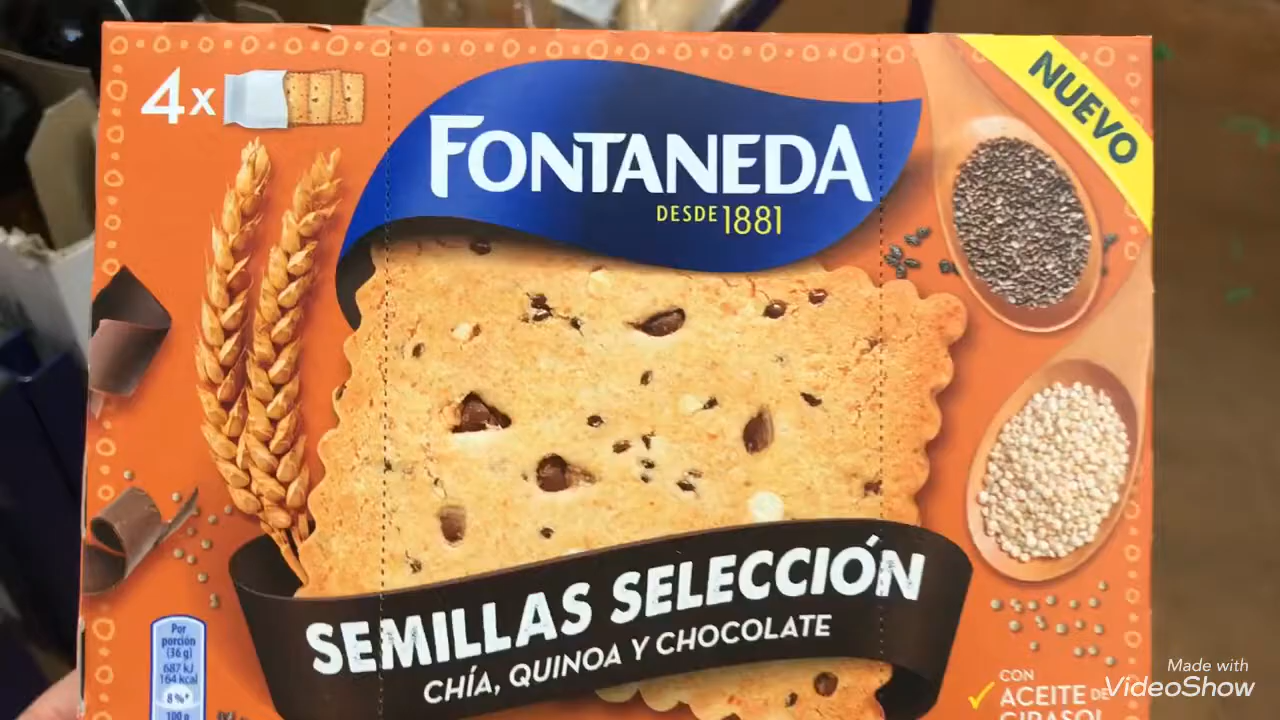 4x
FONTANEDA
DESDE 1881
NUEVO
SEMILLAS SELECCIÓN
CHÍA, QUINOA Y CHOCOLATE
Por
porción
(36 g)
687 kJ
164 kcal
8%*
100 g
CON
ACEITE DE
GIRASOL
Made with
VideoShow